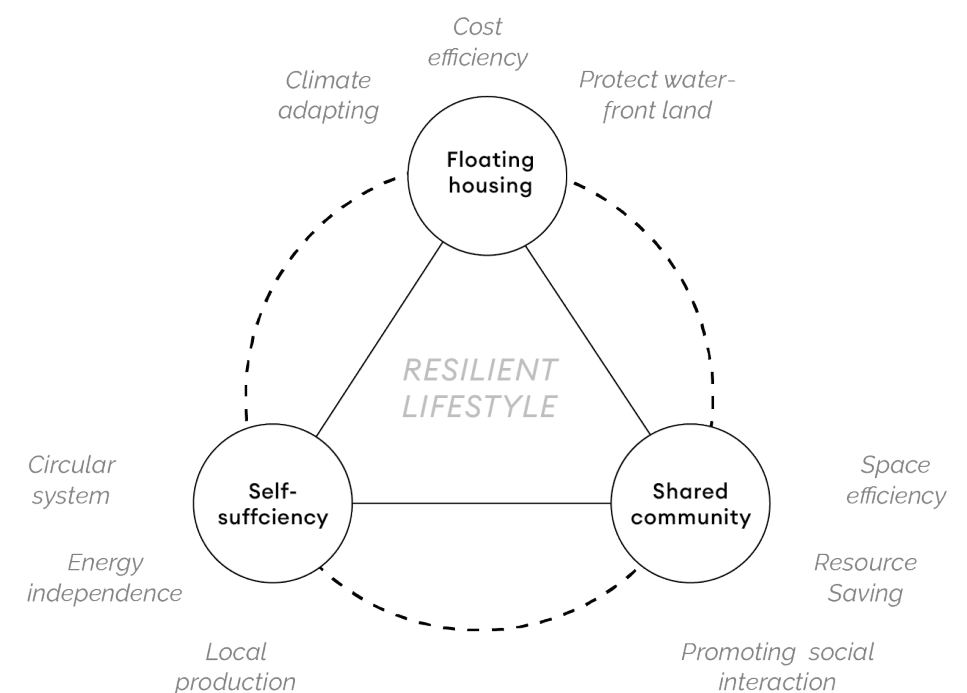 Cost
efficiency
Climate
adapting
Protect water-
front land
Floating
housing
RESILIENT
LIFESTYLE
Circular
system
Self-
suffciency
Shared
community
Space
efficiency
Energy
independence
Resource
Saving
Local
production
Promoting social
interaction